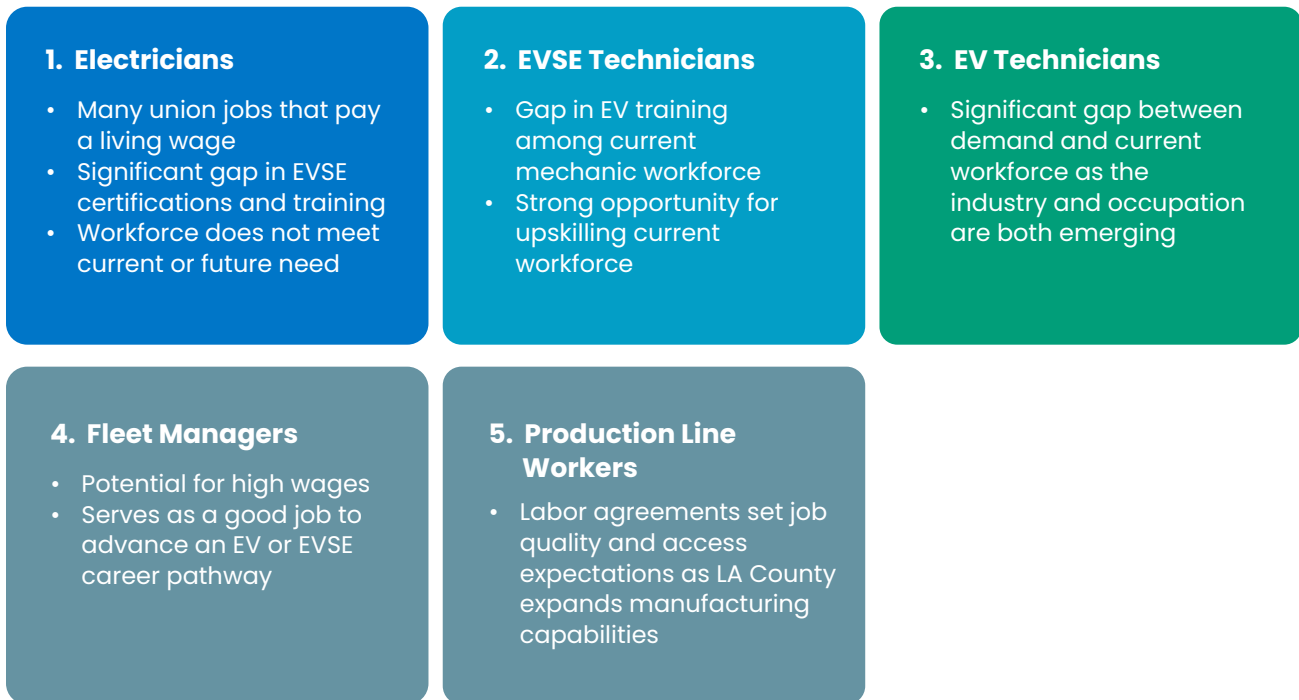 1. Electricians
• Many union jobs that pay
a living wage
• Significant gap in EVSE
certifications and training
• Workforce does not meet
current or future need
2. EVSE Technicians
• Gap in EV training
among current
mechanic workforce
• Strong opportunity for
upskilling current
workforce
3. EV Technicians
• Significant gap between
demand and current
workforce as the
industry and occupation
are both emerging
4. Fleet Managers
• Potential for high wages
• Serves as a good job to
advance an EV or EVSE
career pathway
5. Production Line
Workers
• Labor agreements set job
quality and access
expectations as LA County
expands manufacturing
capabilities